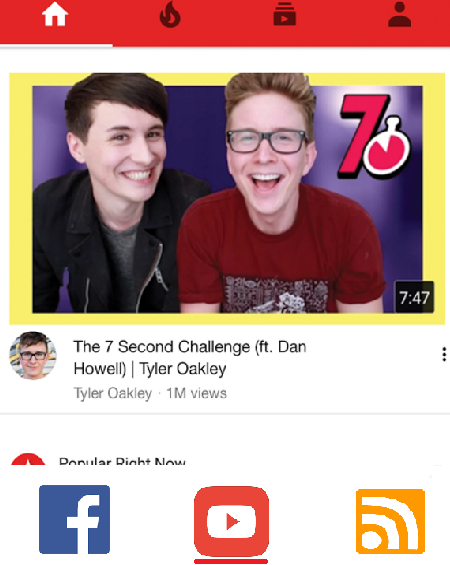 7
7:47
The 7 Second Challenge (ft. Dan
Howell) | Tyler Oakley
Tyler Oakley · 1M views
Popular Right Now
f